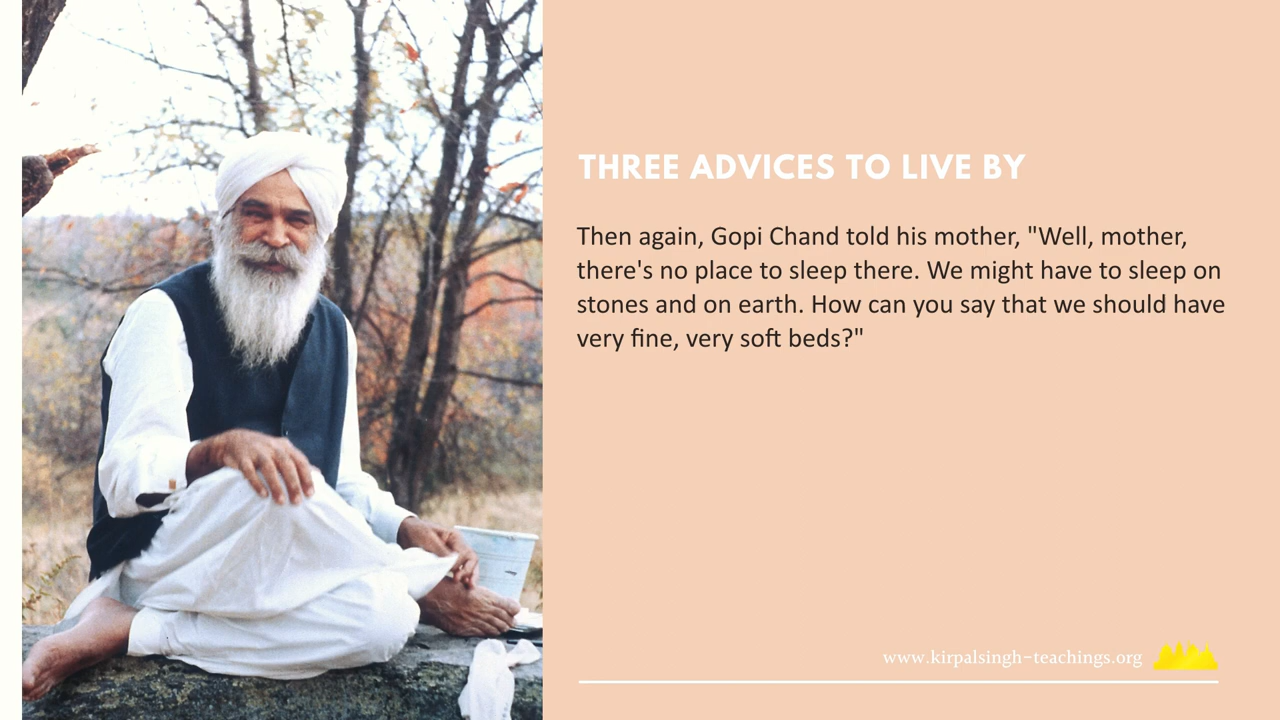 THREE ADVICES TO LIVE BY
Then again, Gopi Chand told his mother, "Well, mother,
there's no place to sleep there. We might have to sleep on
stones and on earth. How can you say that we should have
very fine, very soft beds?"
www.kirpalsingh-teachings.org